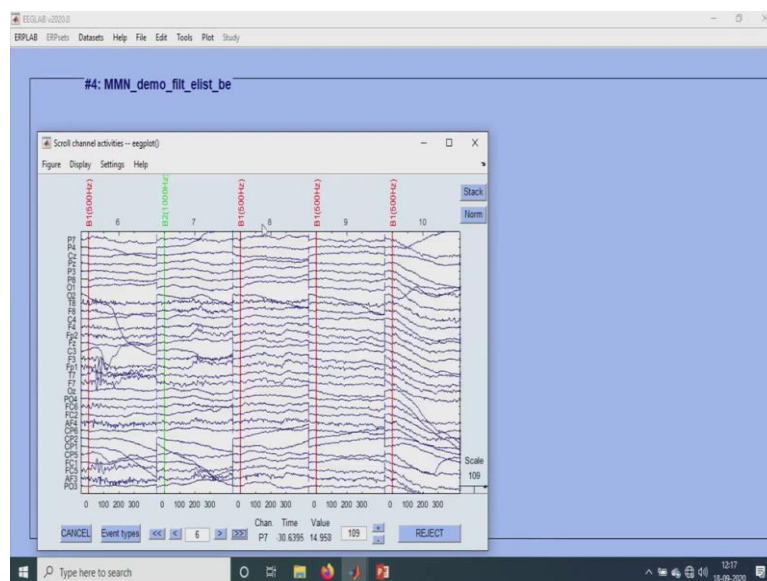 EEGLAB v2020.0
ERPLAB ERPsets Datasets Help File Edit Tools Plot Study
#4: MMN_demo_filt_elist_be
Scroll channel activities -- eegplot()
Figure Display Settings Help
B1(500Hz) B2(1000Hz) B1(500Hz) B1(500Hz) B1(500Hz)
Stack
6 7 8 9 10
Norm
P7
P4
Cz
Pz
P3
P8
O1
O2
T8
F8
C4
F4
Fp2
Fz
C3
F3
Fp1
T7
F7
Oz
PO4
FC6
FC2
AF4
CP6
CP2
CP1
CP5
FC1
FC5
AF3
PO3
Scale
109
0 100 200 300 0 100 200 300 0 100 200 300 0 100 200 300 0 100 200 300
Chan. Time Value
CANCEL Event types << < 6 > >> P7 -30.6395 14.958 109 + - REJECT
Type here to search
12:17
18-09-2020